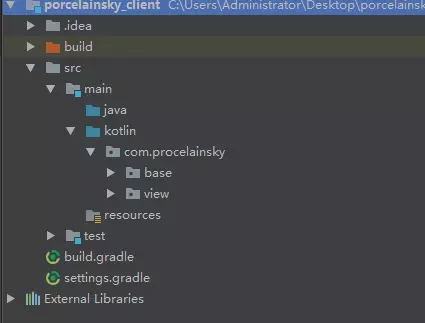 porcelainsky_client C:\Users\Administrator\Desktop\porcelainsk
.idea
build
src
main
java
kotlin
com.procelainsky
base
view
resources
test
build.gradle
settings.gradle
External Libraries